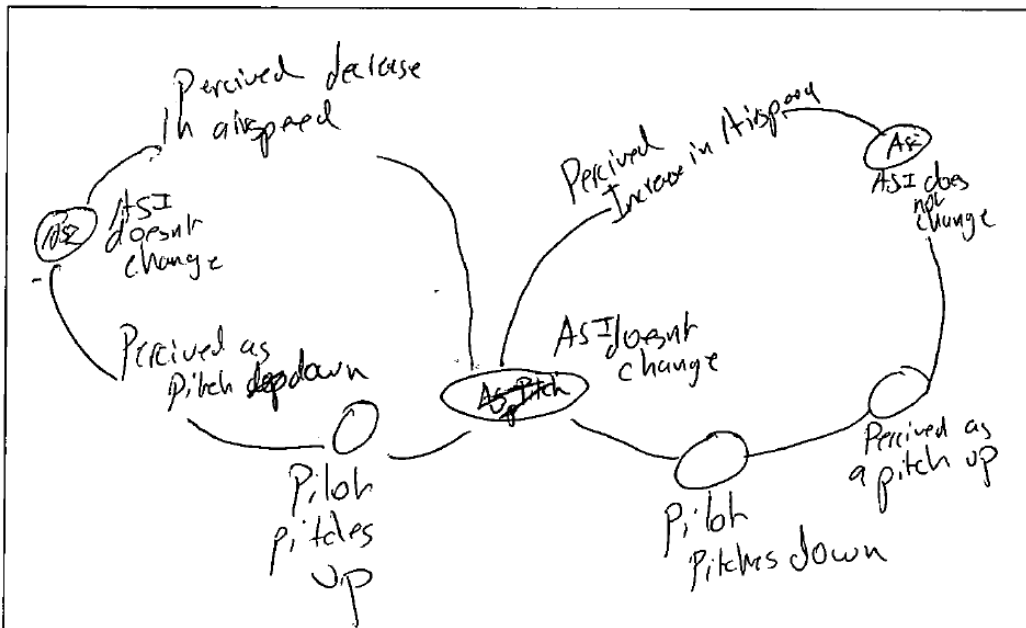 Percived decrease
In airspeed
ASI
doesnt
change
Percived as
Pitch down
Pilot
pitches
up
Percived
Increase in Airspeed
ASI
ASI does
not
change
ASI doesnt
change
Percived as
a pitch up
Pilot
Pitches down